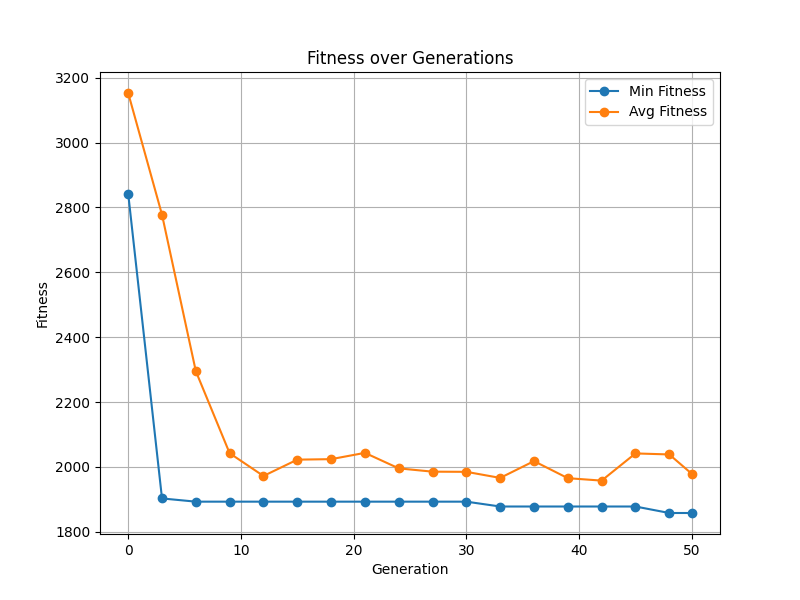 Fitness over Generations
Min Fitness
Avg Fitness
3200
3000
2800
2600
2400
2200
2000
1800
Fitness
0 10 20 30 40 50
Generation